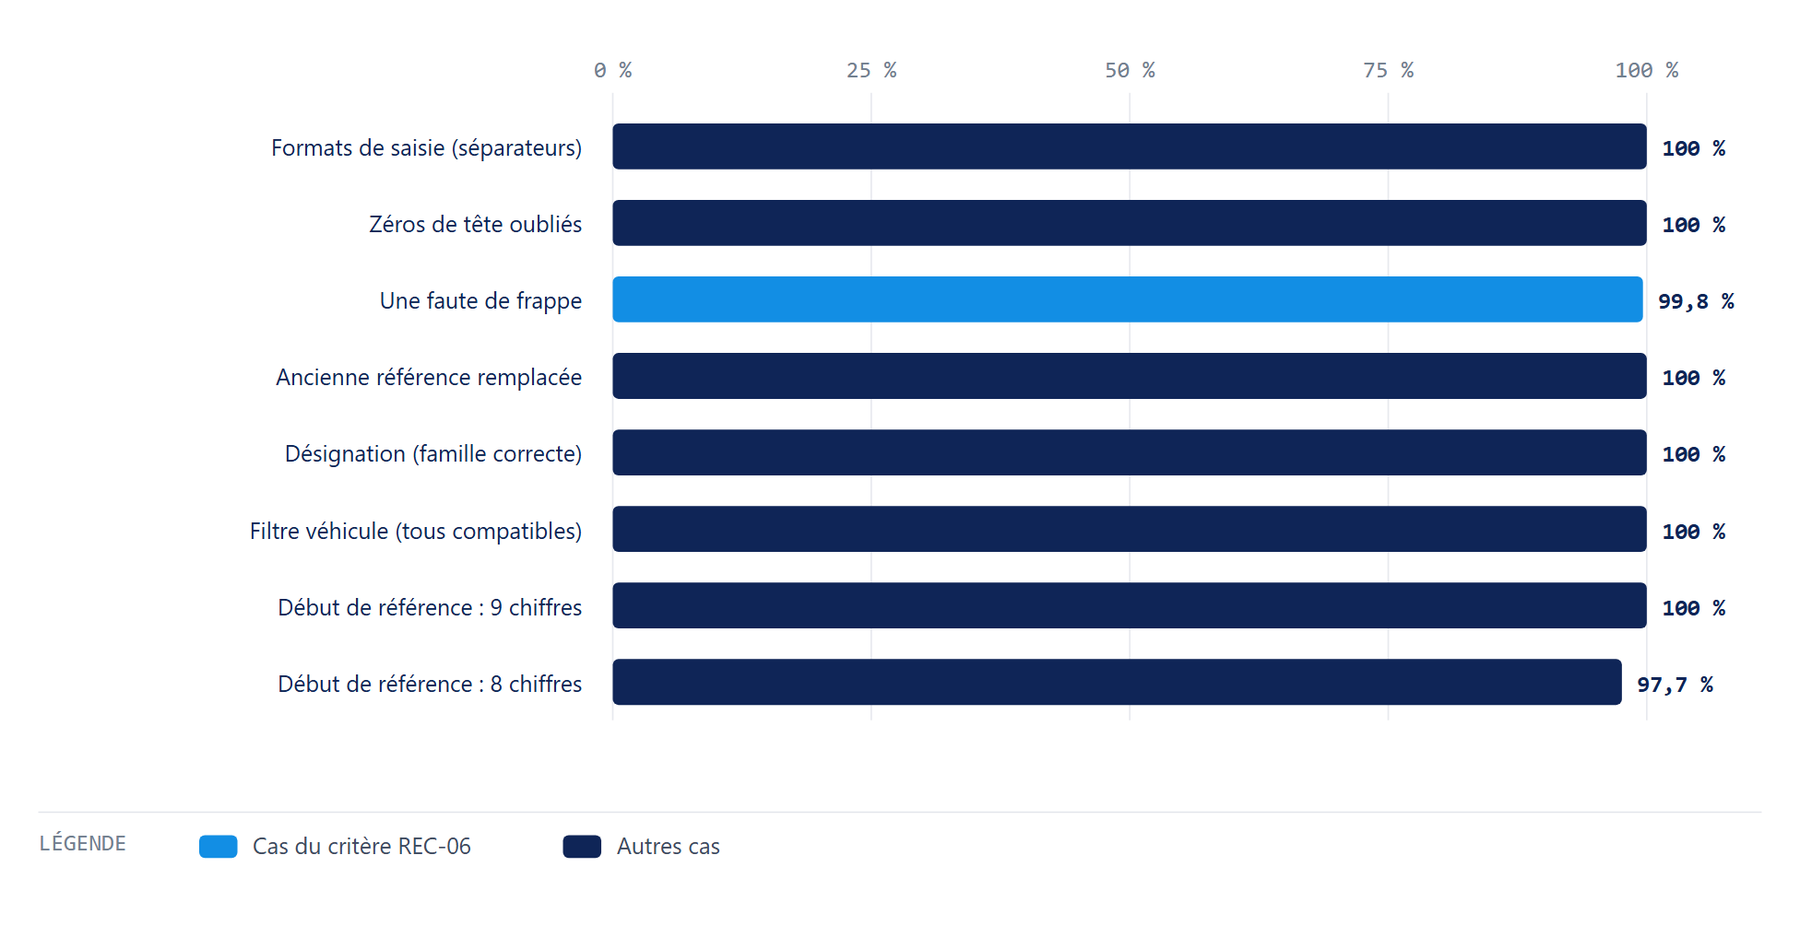 0 % 25 % 50 % 75 % 100 %
Formats de saisie (séparateurs) 100 %
Zéros de tête oubliés 100 %
Une faute de frappe 99,8 %
Ancienne référence remplacée 100 %
Désignation (famille correcte) 100 %
Filtre véhicule (tous compatibles) 100 %
Début de référence : 9 chiffres 100 %
Début de référence : 8 chiffres 97,7 %
LÉGENDE Cas du critère REC-06 Autres cas